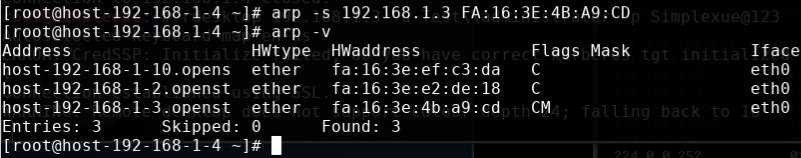 [root@host-192-168-1-4 ~]# arp -s 192.168.1.3 FA:16:3E:4B:A9:CD
[root@host-192-168-1-4 ~]# arp -v
Address HWtype HWaddress Flags Mask Iface
host-192-168-1-10.opens ether fa:16:3e:ef:c3:da C eth0
host-192-168-1-2.openst ether fa:16:3e:e2:de:18 C eth0
host-192-168-1-3.openst ether fa:16:3e:4b:a9:cd CM eth0
Entries: 3 Skipped: 0 Found: 3
[root@host-192-168-1-4 ~]#
224.0.0.252